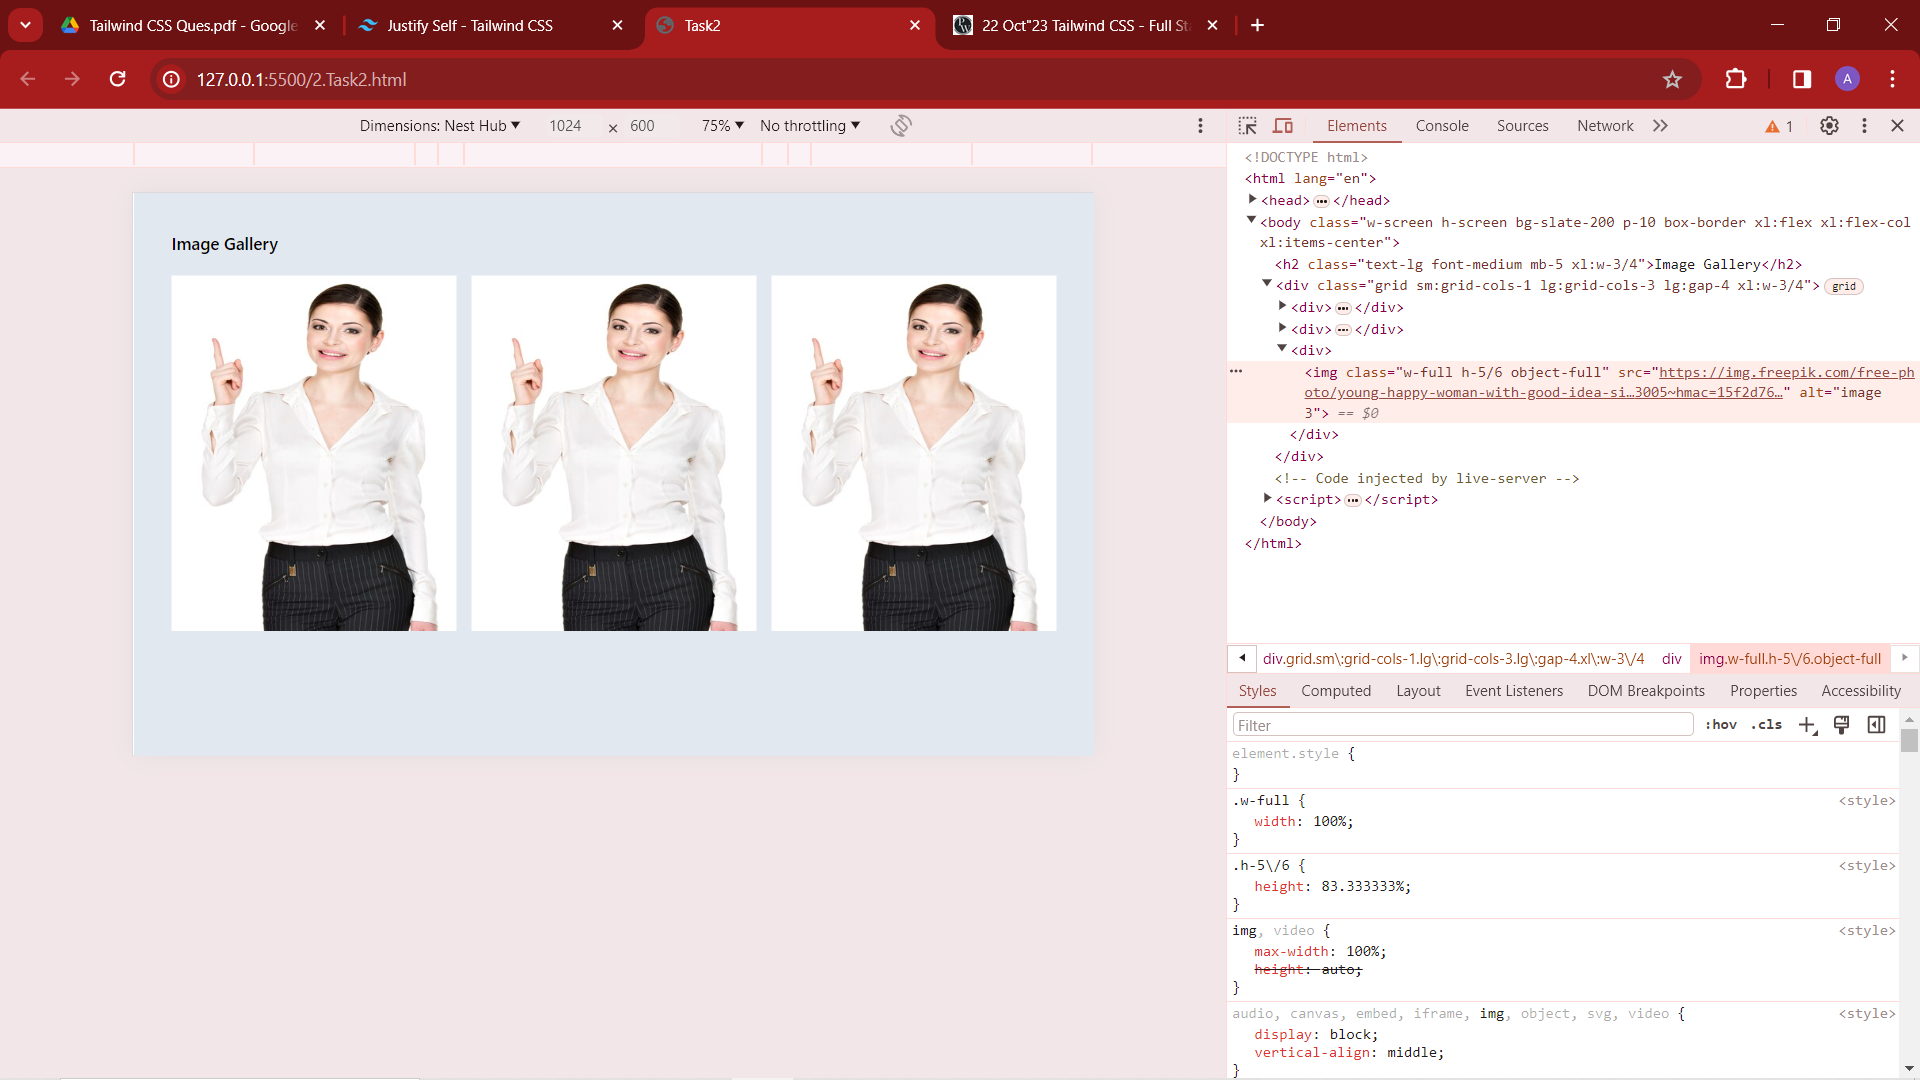 Tailwind CSS Ques.pdf - Google
Justify Self - Tailwind CSS
Task2
22 Oct"23 Tailwind CSS - Full Sta
127.0.0.1:5500/2.Task2.html
A
Dimensions: Nest Hub ▼ 1024 × 600 75% ▼ No throttling ▼
Elements Console Sources Network 1
Image Gallery
<!DOCTYPE html>
<html lang="en">
<head> ••• </head>
<body class="w-screen h-screen bg-slate-200 p-10 box-border xl:flex xl:flex-col
xl:items-center">
<h2 class="text-lg font-medium mb-5 xl:w-3/4">Image Gallery</h2>
<div class="grid sm:grid-cols-1 lg:grid-cols-3 lg:gap-4 xl:w-3/4"> grid
<div> ••• </div>
<div> ••• </div>
<div>
<img class="w-full h-5/6 object-full" src="https://img.freepik.com/free-ph
oto/young-happy-woman-with-good-idea-si…3005~hmac=15f2d76…" alt="image
3"> == $0
</div>
</div>
<!-- Code injected by live-server -->
<script> ••• </script>
</body>
</html>
div.grid.sm\:grid-cols-1.lg\:grid-cols-3.lg\:gap-4.xl\:w-3\/4 div img.w-full.h-5\/6.object-full
Styles Computed Layout Event Listeners DOM Breakpoints Properties Accessibility
Filter :hov .cls
element.style {
}
.w-full { <style>
width: 100%;
}
.h-5\/6 { <style>
height: 83.333333%;
}
img, video { <style>
max-width: 100%;
height: auto;
}
audio, canvas, embed, iframe, img, object, svg, video { <style>
display: block;
vertical-align: middle;
}